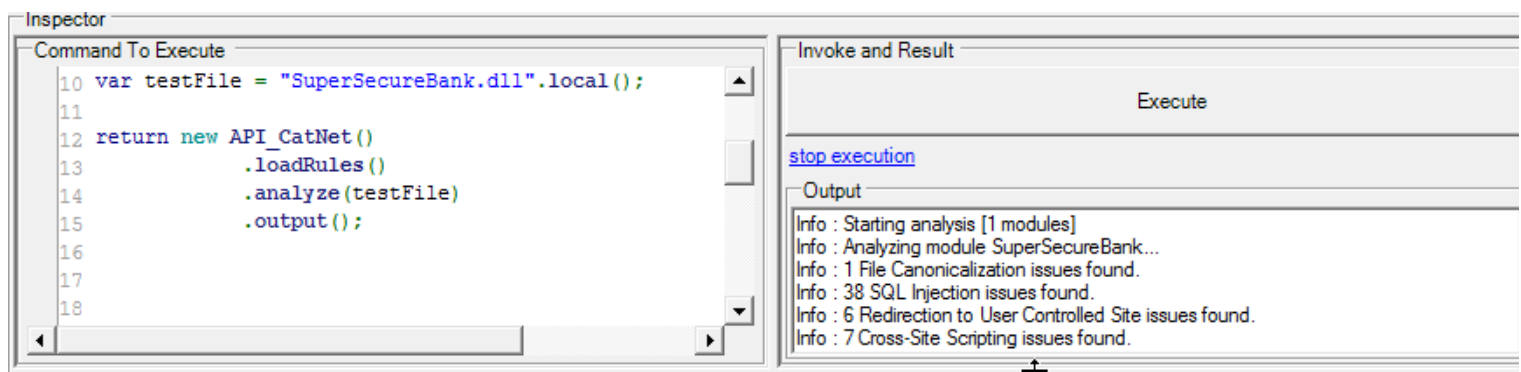 Inspector
Command To Execute
10 var testFile = "SuperSecureBank.dll".local();
11
12 return new API_CatNet()
13 .loadRules()
14 .analyze(testFile)
15 .output();
16
17
18
Invoke and Result
Execute
stop execution
Output
Info : Starting analysis [1 modules]
Info : Analyzing module SuperSecureBank...
Info : 1 File Canonicalization issues found.
Info : 38 SQL Injection issues found.
Info : 6 Redirection to User Controlled Site issues found.
Info : 7 Cross-Site Scripting issues found.